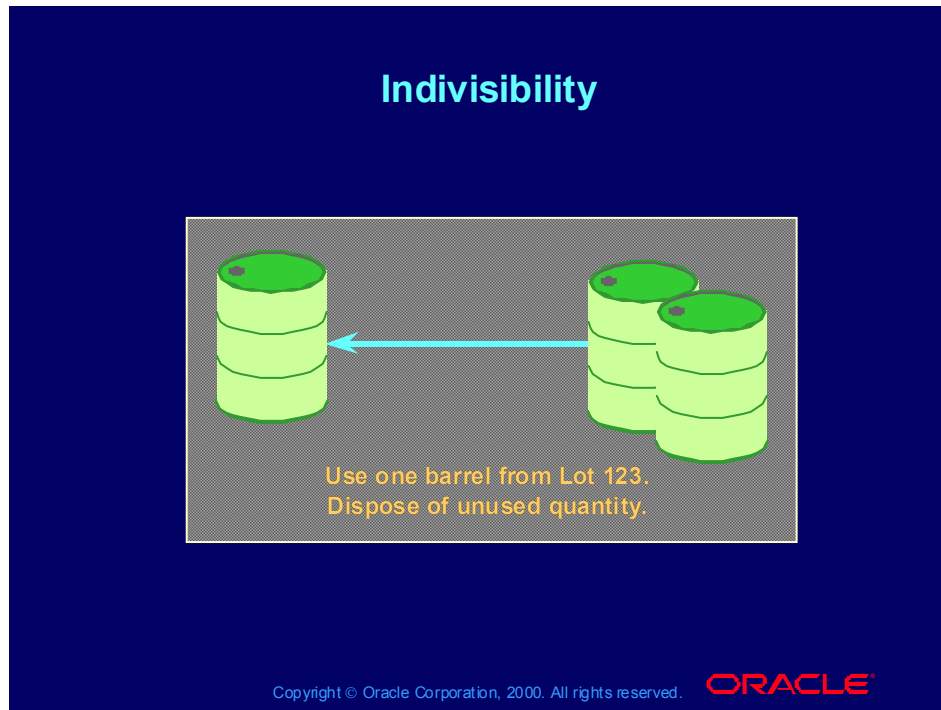 Indivisibility
Use one barrel from Lot 123.
Dispose of unused quantity.
Copyright © Oracle Corporation, 2000. All rights reserved.
ORACLE